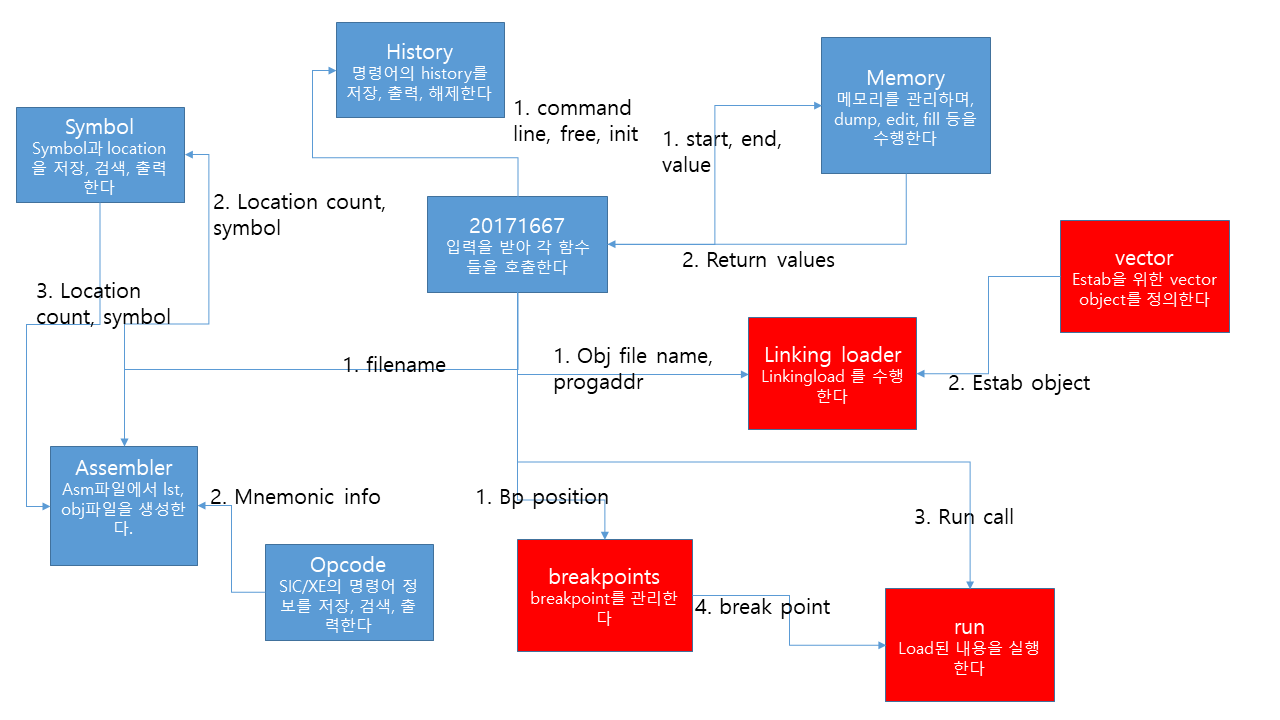 History
명령어의 history를
저장, 출력, 해제한다
Memory
메모리를 관리하며,
dump, edit, fill 등을
수행한다
1. command
line, free, init
1. start, end,
value
Symbol
Symbol과 location
을 저장, 검색, 출력
한다
2. Location count,
symbol
20171667
입력을 받아 각 함수
들을 호출한다
2. Return values
vector
Estab을 위한 vector
object를 정의한다
3. Location
count, symbol
1. filename
1. Obj file name,
progaddr
Linking loader
Linkingload 를 수행
한다
2. Estab object
Assembler
Asm파일에서 lst,
obj파일을 생성한
다.
2. Mnemonic info
1. Bp position
3. Run call
Opcode
SIC/XE의 명령어 정
보를 저장, 검색, 출
력한다
breakpoints
breakpoint를 관리한
다
4. break point
run
Load된 내용을 실행
한다